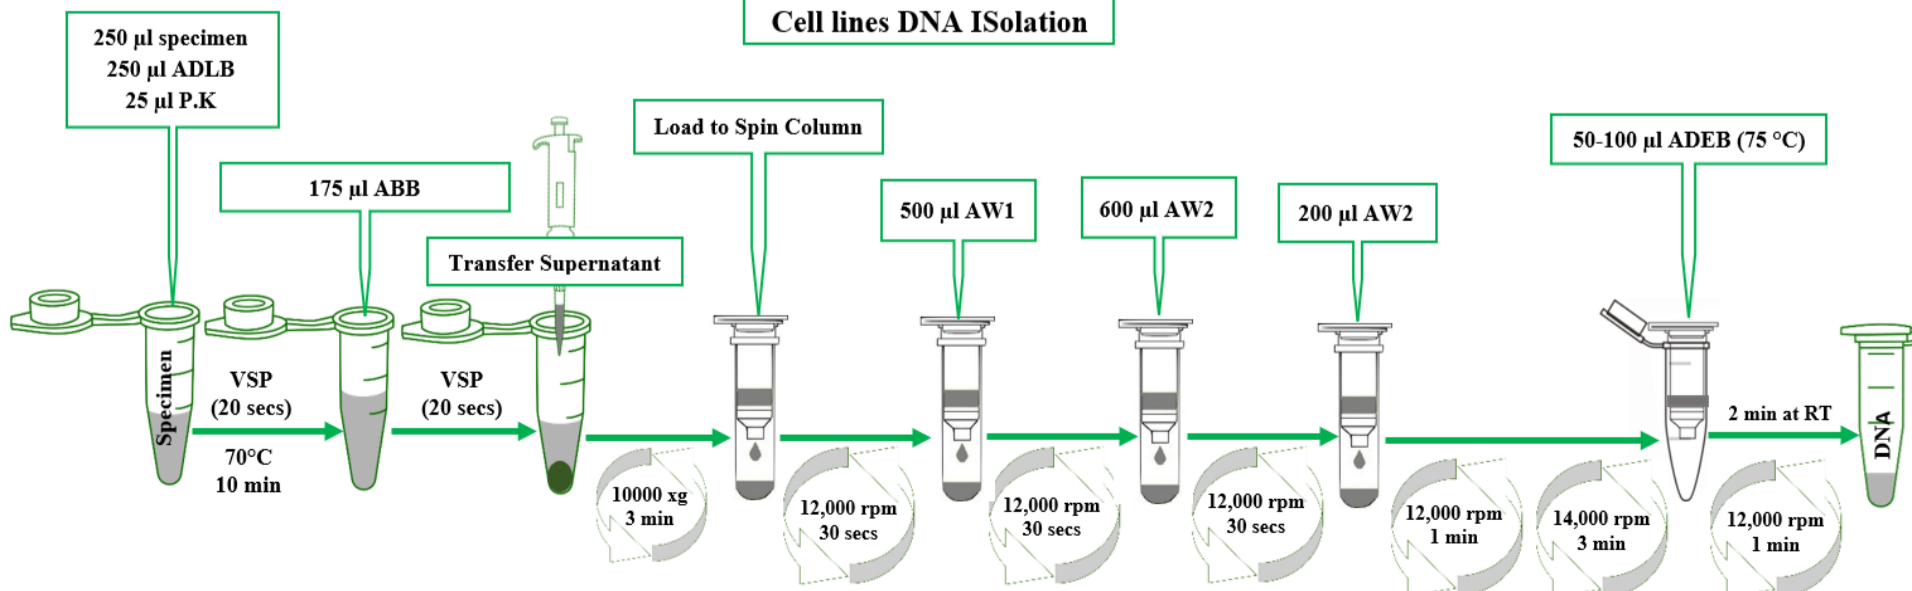 Cell lines DNA ISolation
250 µl specimen
250 µl ADLB
25 µl P.K
175 µl ABB
Transfer Supernatant
Load to Spin Column
500 µl AW1
600 µl AW2
200 µl AW2
50-100 µl ADEB (75 °C)
Specimen
VSP
(20 secs)
70°C
10 min
VSP
(20 secs)
10000 xg
3 min
12,000 rpm
30 secs
12,000 rpm
30 secs
12,000 rpm
30 secs
12,000 rpm
1 min
14,000 rpm
3 min
2 min at RT
12,000 rpm
1 min
DNA